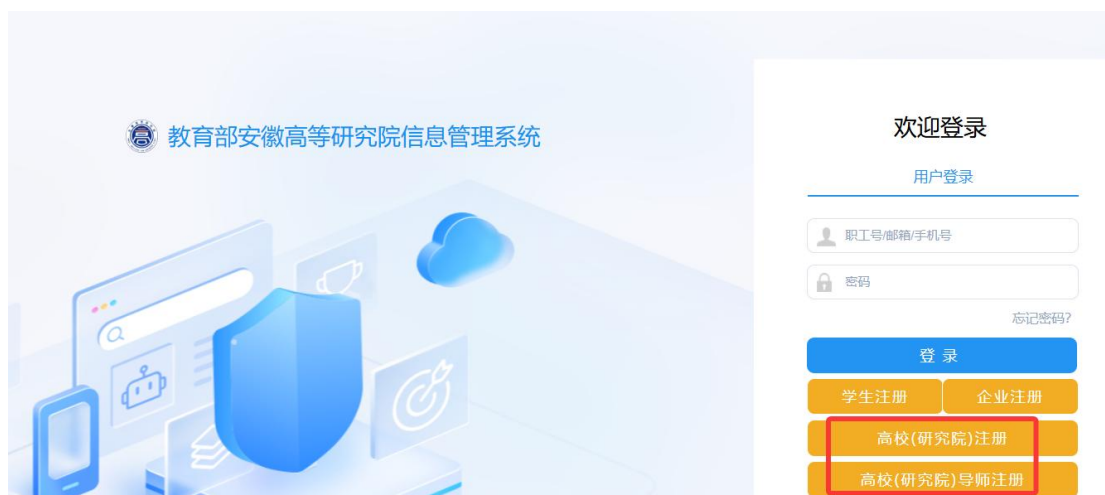 教育部安徽高等研究院信息管理系统
欢迎登录
用户登录
职工号/邮箱/手机号
密码
忘记密码?
登 录
学生注册
企业注册
高校(研究院)注册
高校(研究院)导师注册